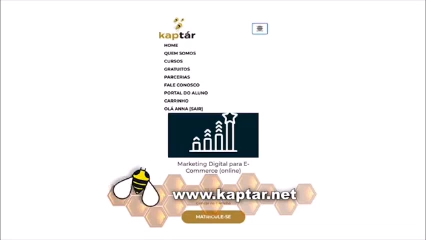 kaptár
HOME
QUEM SOMOS
CURSOS
GRATUITOS
PARCERIAS
FALE CONOSCO
PORTAL DO ALUNO
CARRINHO
OLÁ ANNA [SAIR]
Marketing Digital para E-
Commerce (online)
www.kaptar.net
MATRICULE-SE